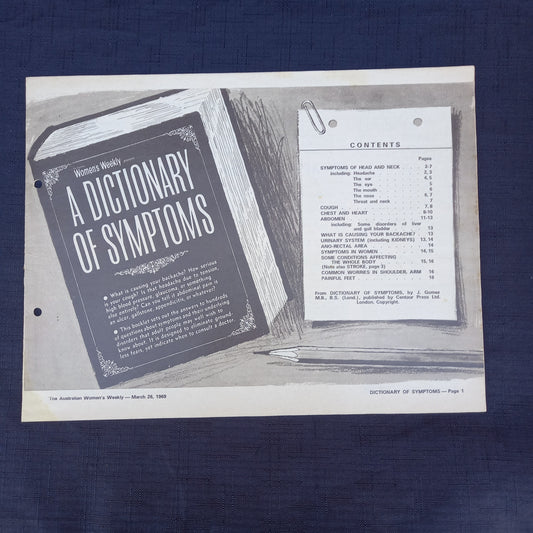 Women's Weekly
A DICTIONARY
OF SYMPTOMS
• What is causing your backache? How serious
is your cough? Is that headache due to tension,
high blood pressure, glaucoma, or something
else entirely? Can you tell if abdominal pain is
an ulcer, gallstone, appendicitis, or whatever?
• This booklet sets out the answers to hundreds
of questions about symptoms and their underlying
disorders that adult people may well wish to
know about. It is designed to eliminate ground-
less fears, yet indicate when to consult a doctor.
CONTENTS
Pages
SYMPTOMS OF HEAD AND NECK . . . . 2-7
including: Headache . . . . 2, 3
The ear . . . . 4, 5
The eye . . . . 5
The mouth . . . . 6
The nose . . . . 6, 7
Throat and neck . . . . 7
COUGH . . . . 7, 8
CHEST AND HEART . . . . 8-10
ABDOMEN . . . . 11-13
including: Some disorders of liver
and gall bladder . . . . 13
WHAT IS CAUSING YOUR BACKACHE? 13
URINARY SYSTEM (including KIDNEYS) 13, 14
ANO-RECTAL AREA . . . . 14
SYMPTOMS IN WOMEN . . . . 14, 15
SOME CONDITIONS AFFECTING
THE WHOLE BODY . . . . 15, 16
(Note also STROKE, page 3)
COMMON WORRIES IN SHOULDER, ARM 16
PAINFUL FEET . . . . 16
From DICTIONARY OF SYMPTOMS, by J. Gomez
M.B., B.S. (Lond.), published by Centaur Press Ltd.
London. Copyright.
The Australian Women's Weekly — March 26, 1969
DICTIONARY OF SYMPTOMS — Page 1